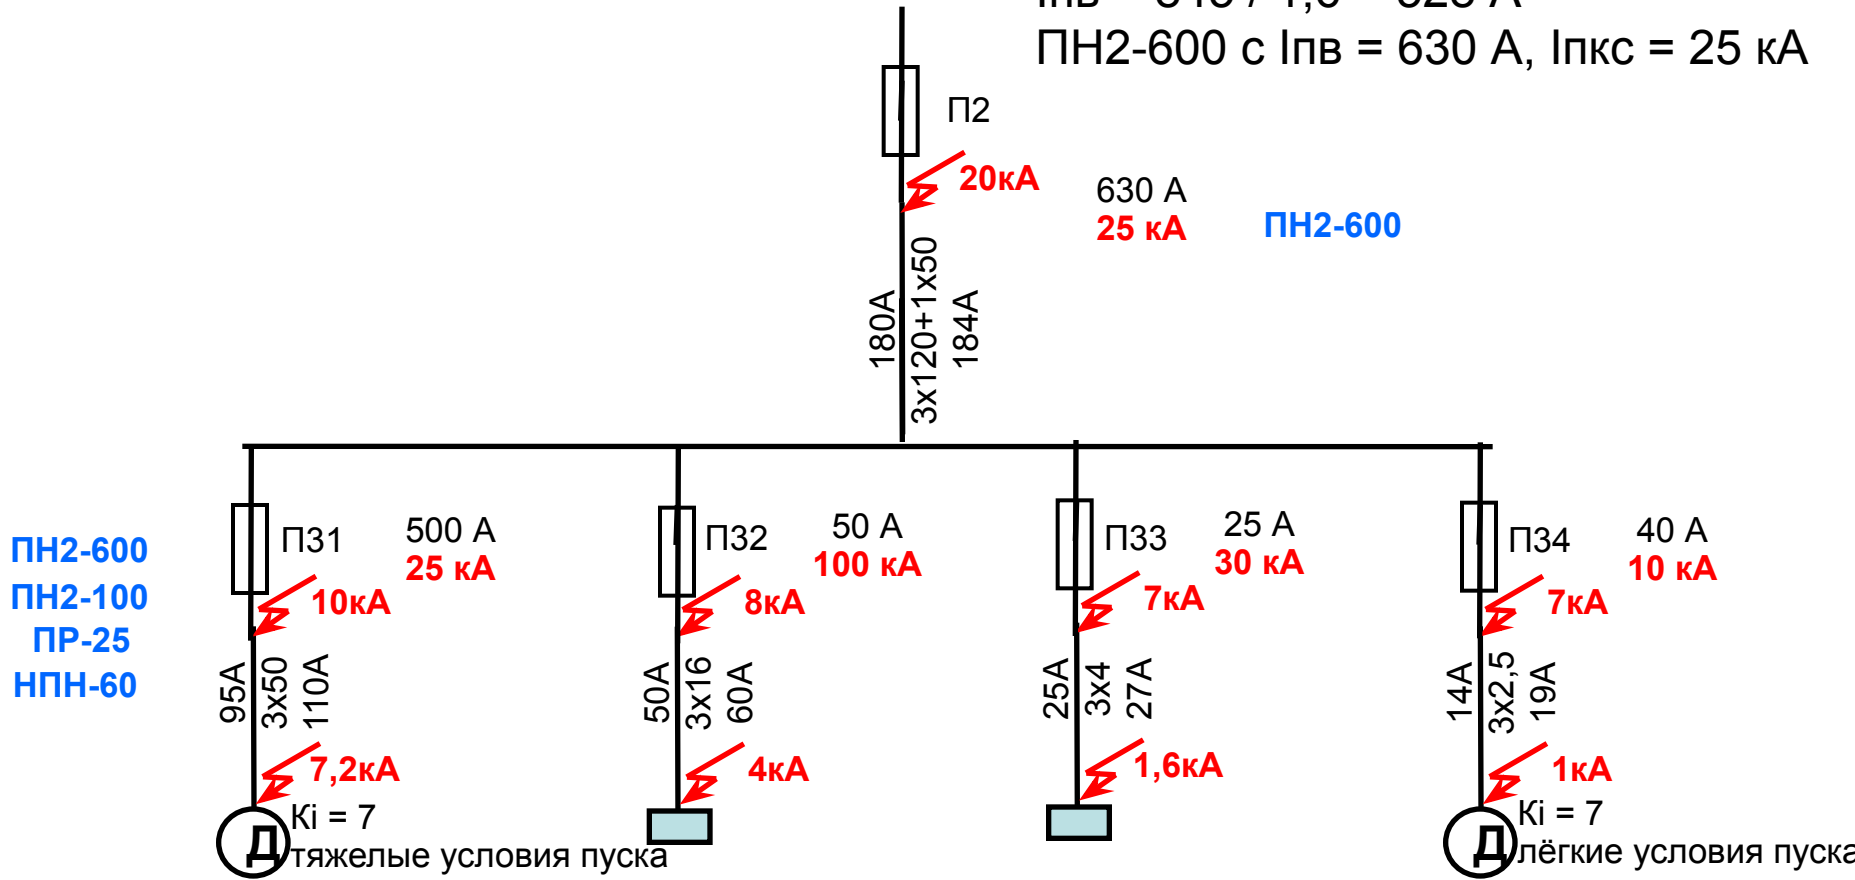 ПН2-600 с Iпв = 630 А, Iпкс = 25 кА
П2
20кА
630 А
25 кА
ПН2-600
180А
3х120+1х50
184А
ПН2-600
ПН2-100
ПР-25
НПН-60
П31
500 А
25 кА
10кА
95А
3х50
110А
7,2кА
Д
Кi = 7
тяжелые условия пуска
П32
50 А
100 кА
8кА
50А
3х16
60А
4кА
П33
25 А
30 кА
7кА
25А
3х4
27А
1,6кА
П34
40 А
10 кА
7кА
14А
3х2,5
19А
1кА
Д
Кi = 7
лёгкие условия пуска